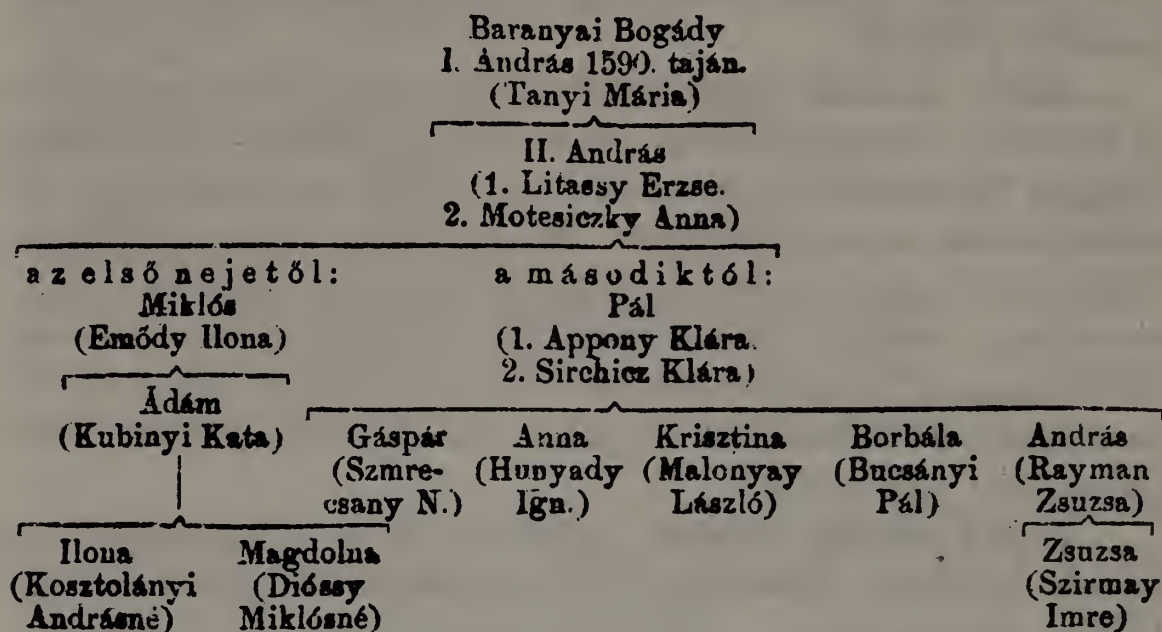 Baranyai Bogády
I. András 1590. táján.
(Tanyi Mária)
II. András
(1. Litassy Erzse.
2. Motesiczky Anna)
az első nejetől:
Miklós
(Emődy Ilona)
a másodiktól:
Pál
(1. Appony Klára.
2. Sirchicz Klára)
Ádám
(Kubinyi Kata)
Gáspár
(Szmre-
csany N.)
Anna
(Hunyady
Ign.)
Krisztina
(Malonyay
László)
Borbála
(Bucsányi
Pál)
András
(Rayman
Zsuzsa)
Ilona
(Kosztolányi
Andrásné)
Magdolna
(Dióssy
Miklósné)
Zsuzsa
(Szirmay
Imre)